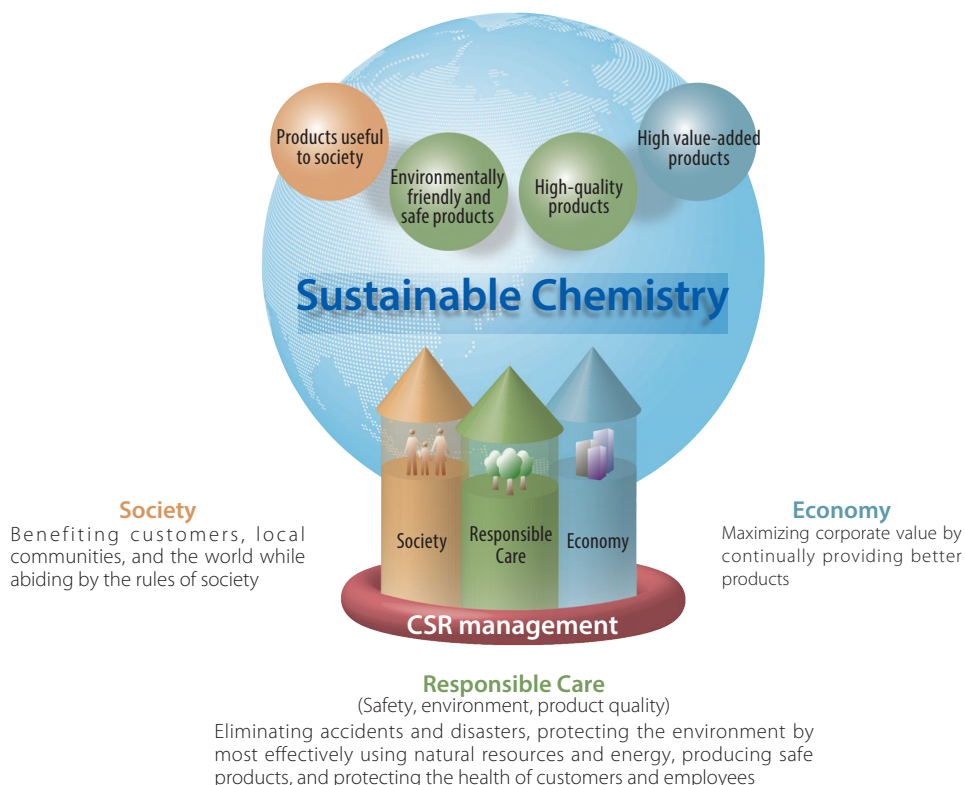 Products useful
to society
Environmentally
friendly and
safe products
High-quality
products
High value-added
products
Sustainable Chemistry
Society
Responsible
Care
Economy
CSR management
Society
Benefiting customers, local
communities, and the world while
abiding by the rules of society
Economy
Maximizing corporate value by
continually providing better
products
Responsible Care
(Safety, environment, product quality)
Eliminating accidents and disasters, protecting the environment by
most effectively using natural resources and energy, producing safe
products, and protecting the health of customers and employees